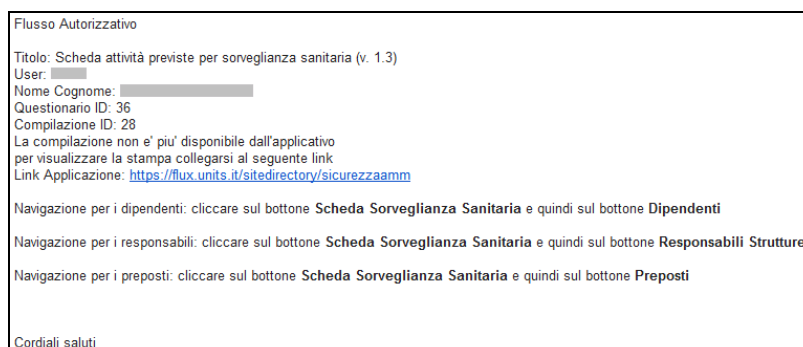 Flusso Autorizzativo
Titolo: Scheda attività previste per sorveglianza sanitaria (v. 1.3)
User:
Nome Cognome:
Questionario ID: 36
Compilazione ID: 28
La compilazione non e' piu' disponibile dall'applicativo
per visualizzare la stampa collegarsi al seguente link
Link Applicazione: https://flux.units.it/sitedirectory/sicurezzaamm
Navigazione per i dipendenti: cliccare sul bottone Scheda Sorveglianza Sanitaria e quindi sul bottone Dipendenti
Navigazione per i responsabili: cliccare sul bottone Scheda Sorveglianza Sanitaria e quindi sul bottone Responsabili Strutture
Navigazione per i preposti: cliccare sul bottone Scheda Sorveglianza Sanitaria e quindi sul bottone Preposti
Cordiali saluti